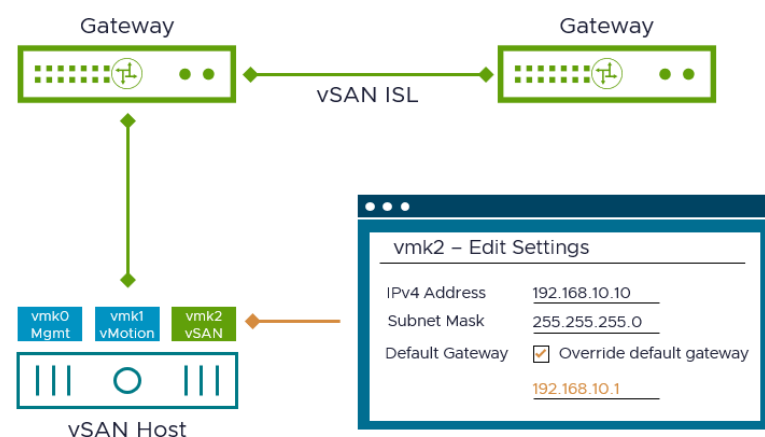 Gateway
Gateway
vSAN ISL
vmk2 – Edit Settings
IPv4 Address 192.168.10.10
Subnet Mask 255.255.255.0
Default Gateway Override default gateway
192.168.10.1
vmk0 vmk1 vmk2
Mgmt vMotion vSAN
vSAN Host